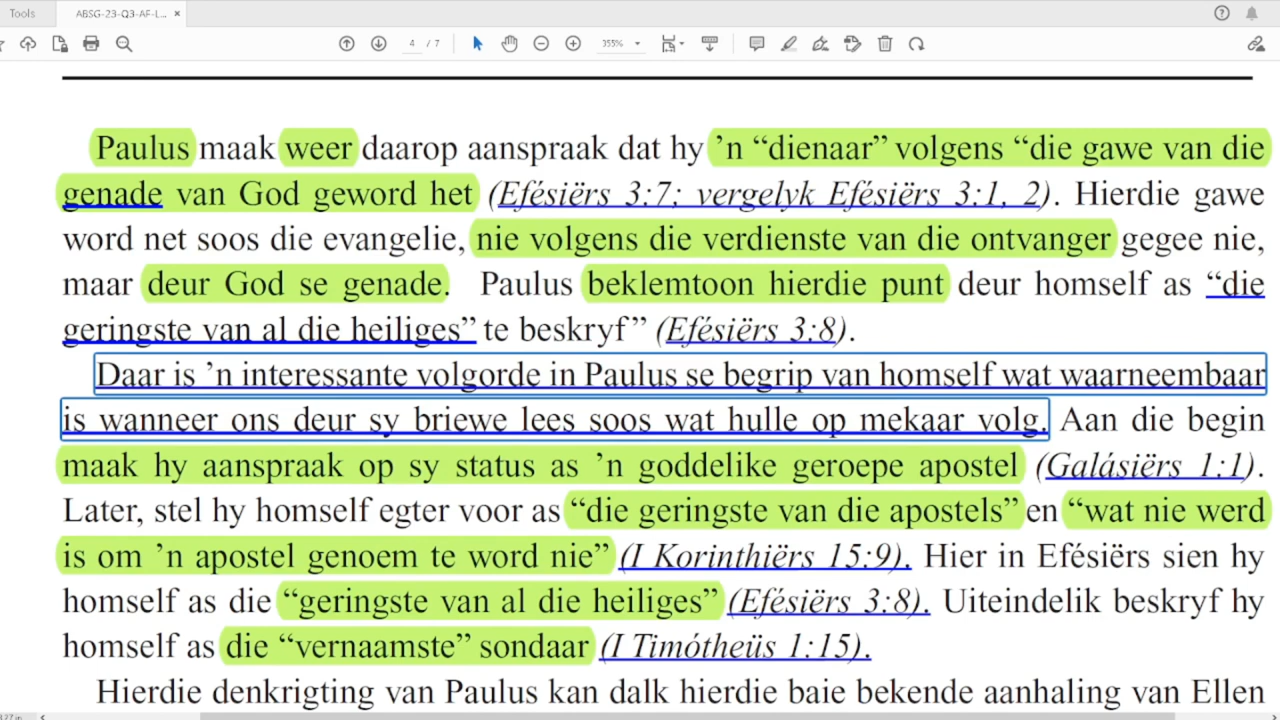 Tools
ABSG-23-Q3-AF-L... ×
4 / 7
355%
Paulus maak weer daarop aanspraak dat hy ’n “dienaar” volgens “die gawe van die
genade van God geword het (Efésiërs 3:7; vergelyk Efésiërs 3:1, 2). Hierdie gawe
word net soos die evangelie, nie volgens die verdienste van die ontvanger gegee nie,
maar deur God se genade. Paulus beklemtoon hierdie punt deur homself as “die
geringste van al die heiliges” te beskryf” (Efésiërs 3:8).
Daar is ’n interessante volgorde in Paulus se begrip van homself wat waarneembaar
is wanneer ons deur sy briewe lees soos wat hulle op mekaar volg. Aan die begin
maak hy aanspraak op sy status as ’n goddelike geroepe apostel (Galásiërs 1:1).
Later, stel hy homself egter voor as “die geringste van die apostels” en “wat nie werd
is om ’n apostel genoem te word nie” (I Korinthiërs 15:9). Hier in Efésiërs sien hy
homself as die “geringste van al die heiliges” (Efésiërs 3:8). Uiteindelik beskryf hy
homself as die “vernaamste” sondaar (I Timótheüs 1:15).
Hierdie denkrigting van Paulus kan dalk hierdie baie bekende aanhaling van Ellen